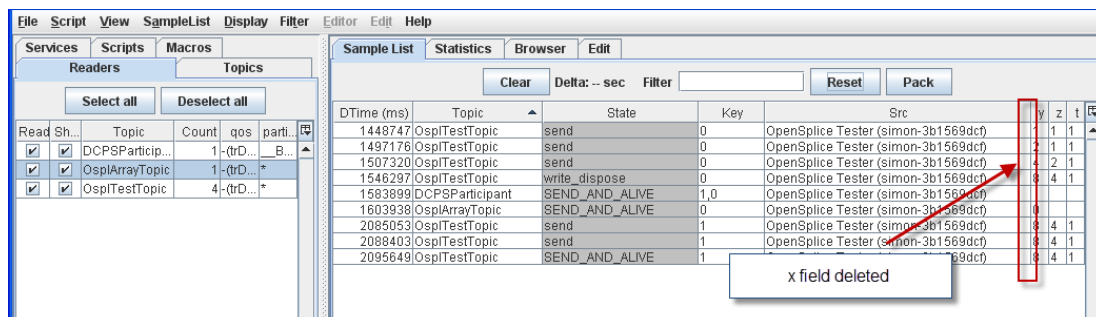 File Script View SampleList Display Filter Editor Edit Help
Services Scripts Macros
Readers Topics
Select all Deselect all
Read Sh... Topic Count qos parti...
DCPSParticip... 1 -(trD... __B...
OsplArrayTopic 1 -(trD... *
OsplTestTopic 4 -(trD... *
Sample List Statistics Browser Edit
Clear Delta: -- sec Filter Reset Pack
DTime (ms) Topic State Key Src y z t
1448747 OsplTestTopic send 0 OpenSplice Tester (simon-3b1569dcf) 1 1 1
1497176 OsplTestTopic send 0 OpenSplice Tester (simon-3b1569dcf) 2 1 1
1507320 OsplTestTopic send 0 OpenSplice Tester (simon-3b1569dcf) 4 2 1
1546297 OsplTestTopic write_dispose 0 OpenSplice Tester (simon-3b1569dcf) 8 4 1
1583899 DCPSParticipant SEND_AND_ALIVE 1,0 OpenSplice Tester (simon-3b1569dcf)
1603938 OsplArrayTopic SEND_AND_ALIVE 0 OpenSplice Tester (simon-3b1569dcf) 0
2085053 OsplTestTopic send 1 OpenSplice Tester (simon-3b1569dcf) 8 4 1
2088403 OsplTestTopic send 1 OpenSplice Tester (simon-3b1569dcf) 8 4 1
2095649 OsplTestTopic SEND_AND_ALIVE 1 OpenSplice Tester (simon-3b1569dcf) 8 4 1
x field deleted